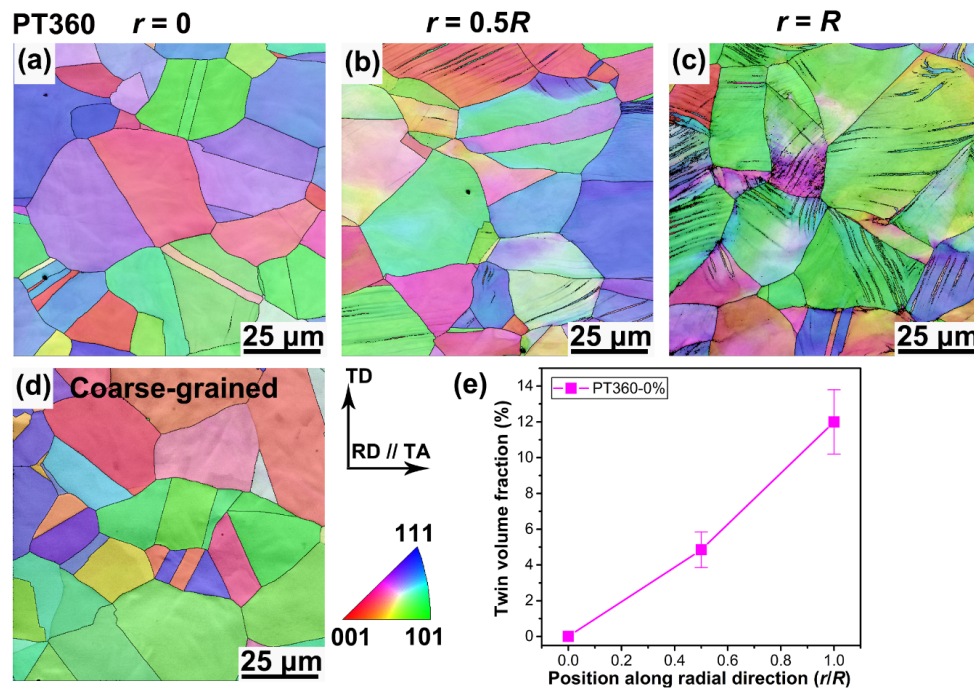 PT360 r = 0 r = 0.5R r = R
(a) (b) (c)
25 μm 25 μm 25 μm
(d) Coarse-grained
25 μm
TD
RD // TA
111
001 101
(e)
PT360-0%
Twin volume fraction (%)
14
12
10
8
6
4
2
0
0.0 0.2 0.4 0.6 0.8 1.0
Position along radial direction (r/R)